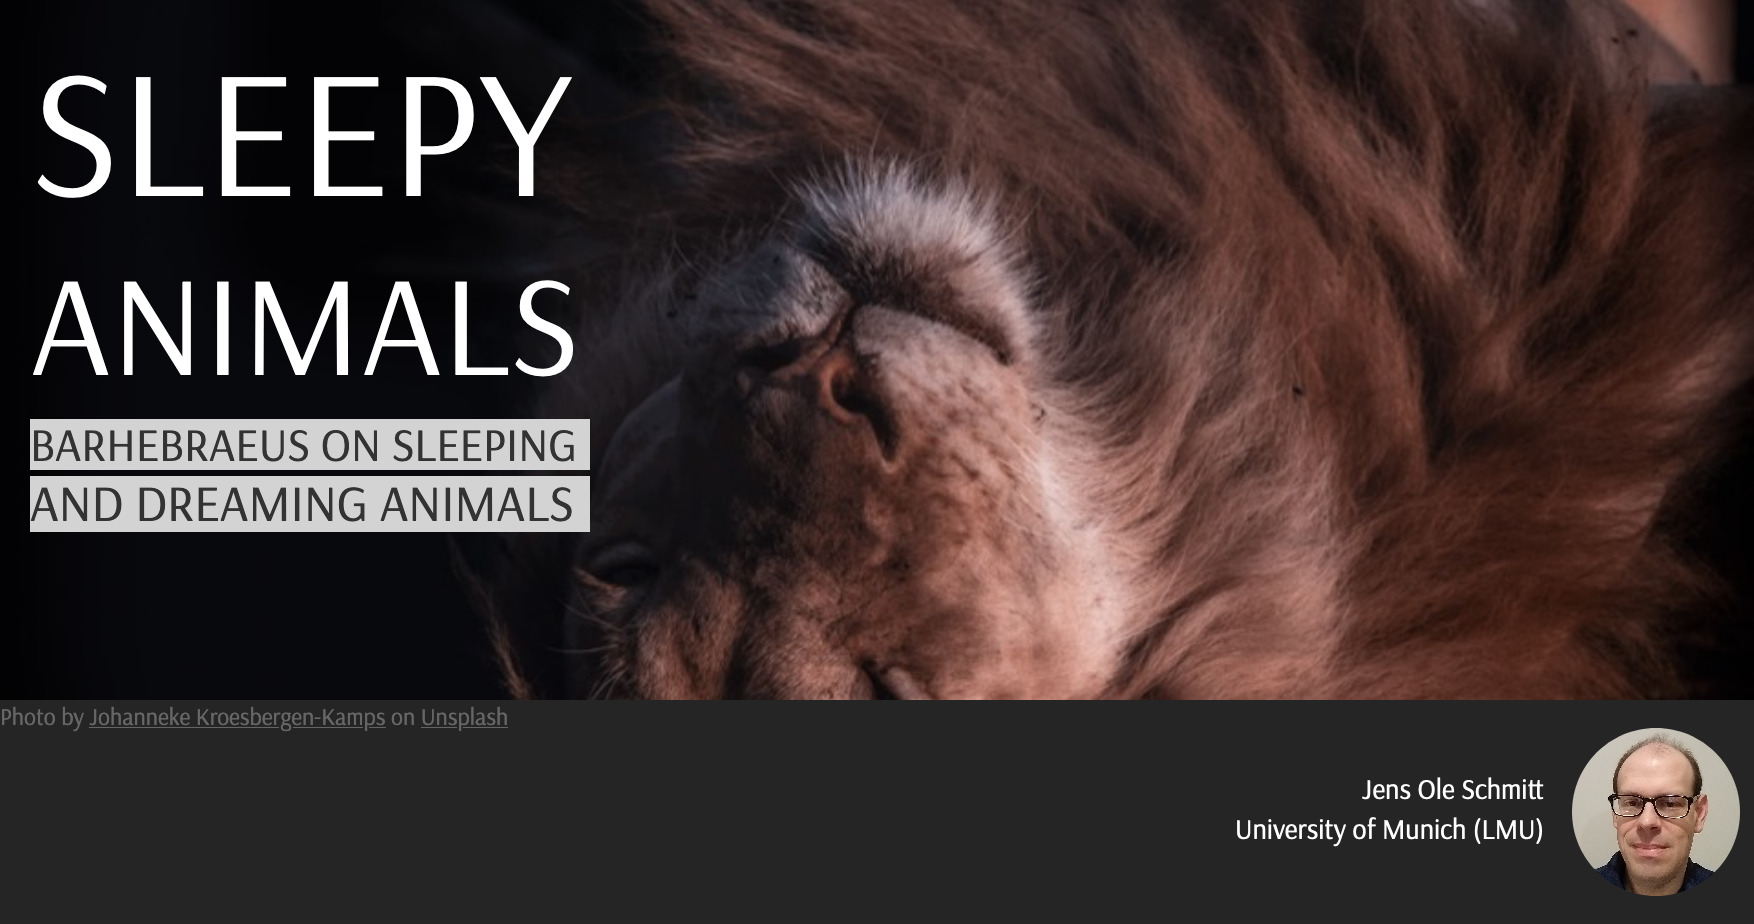 SLEEPY
ANIMALS
BARHEBRAEUS ON SLEEPING
AND DREAMING ANIMALS
Photo by Johanneke Kroesbergen-Kamps on Unsplash
Jens Ole Schmitt
University of Munich (LMU)